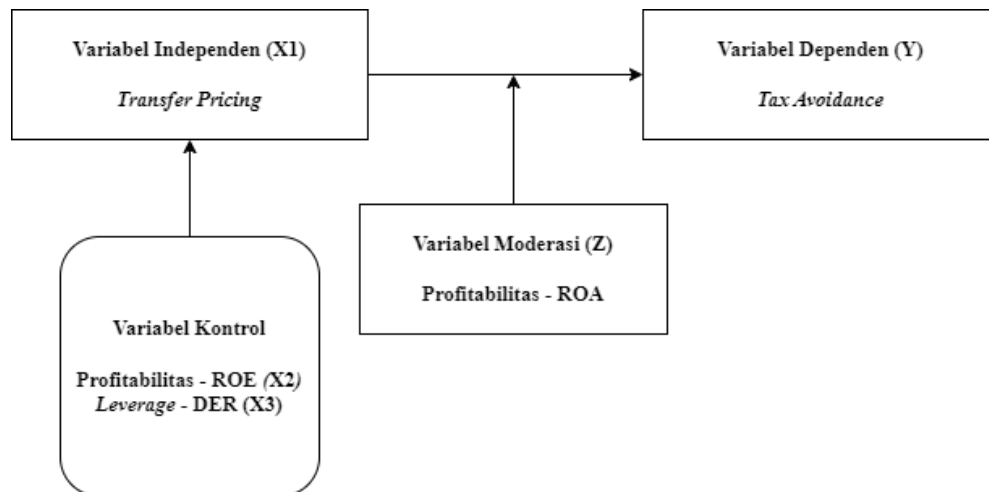 Variabel Independen (X1)
Transfer Pricing
Variabel Dependen (Y)
Tax Avoidance
Variabel Moderasi (Z)
Profitabilitas - ROA
Variabel Kontrol
Profitabilitas - ROE (X2)
Leverage - DER (X3)